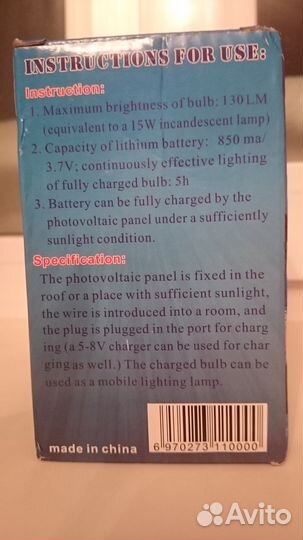 INSTRUCTIONS FOR USE:
Instruction:
1. Maximum brightness of bulb: 130 LM
(equivalent to a 15W incandescent lamp)
2. Capacity of lithium battery: 850 ma/
3.7V; continuously effective lighting
of fully charged bulb: 5h
3. Battery can be fully charged by the
photovoltaic panel under a sufficiently
sunlight condition.
Specification:
The photovoltaic panel is fixed in the
roof or a place with sufficient sunlight,
the wire is introduced into a room, and
the plug is plugged in the port for charg
ing (a 5-8V charger can be used for char
ging as well.) The charged bulb can be
used as a mobile lighting lamp.
made in china
6 970273 110000
Avito